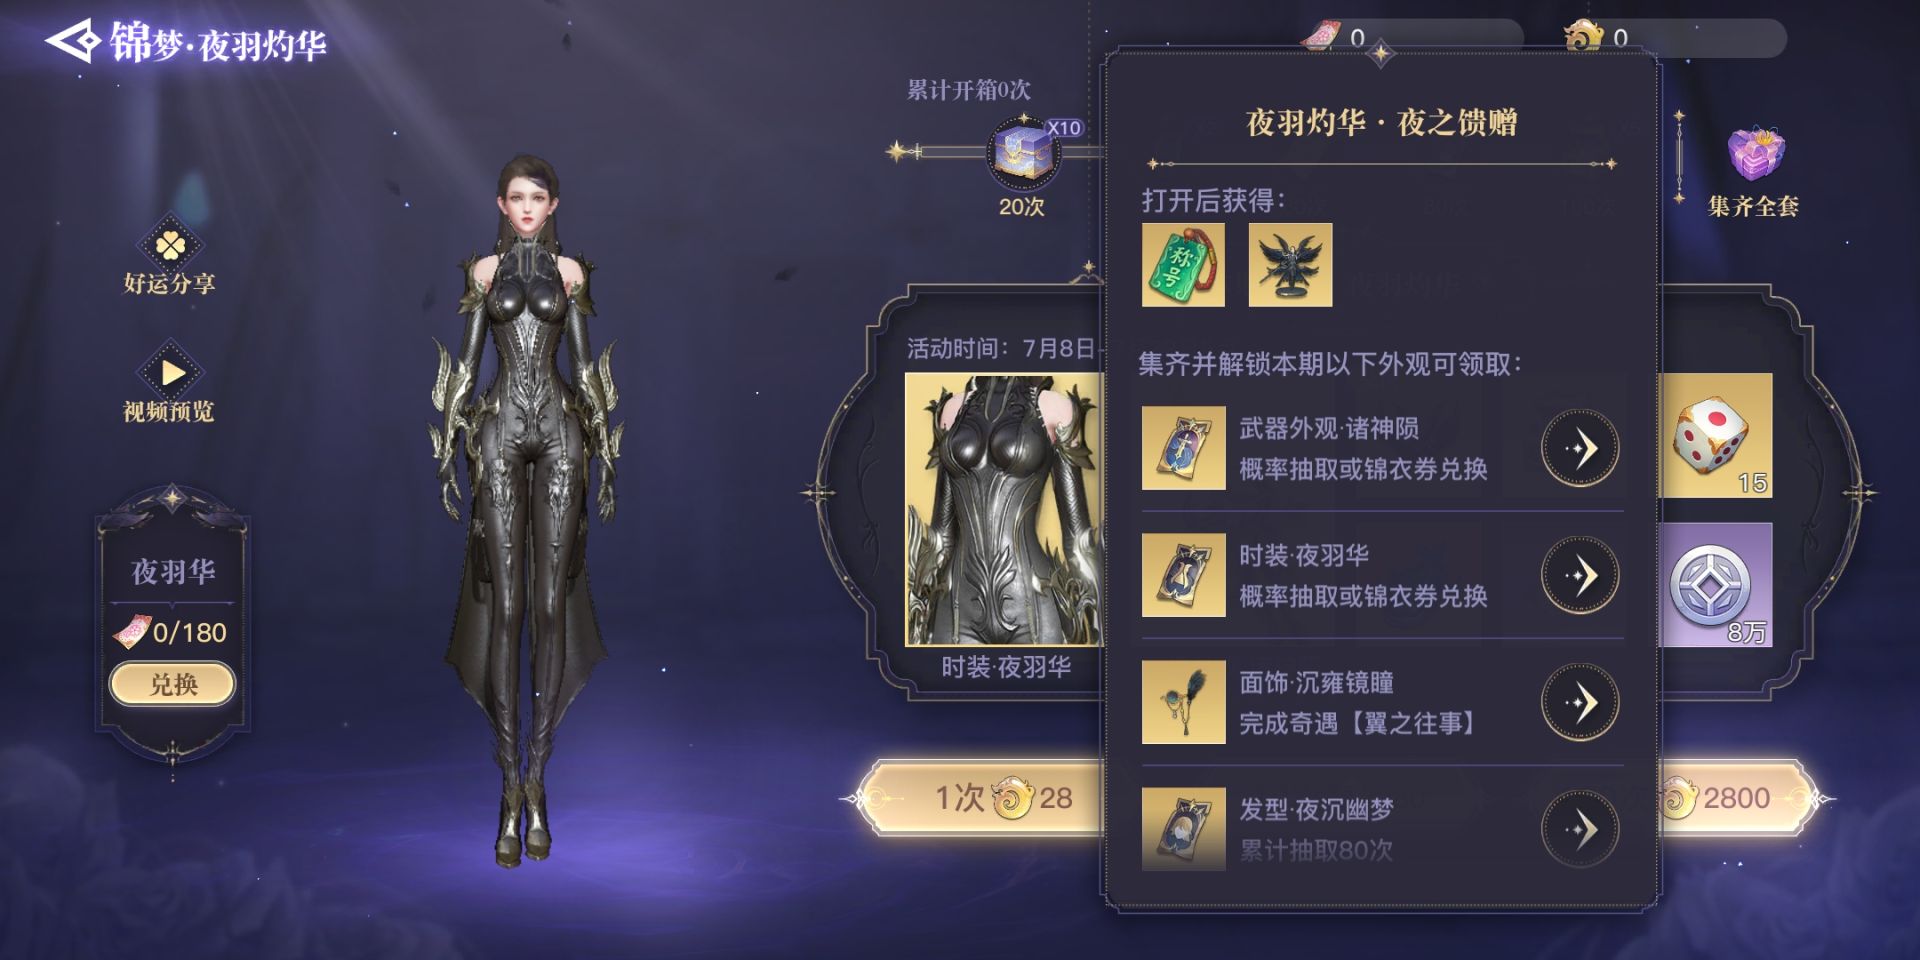 锦梦·夜羽灼华
0
0
累计开箱0次
X10
20次
集齐全套
好运分享
视频预览
夜羽华
0/180
兑换
活动时间：7月8日-
时装·夜羽华
1次
28
2800
15
8万
夜羽灼华·夜之馈赠
打开后获得：
称号
集齐并解锁本期以下外观可领取：
武器外观·诸神陨
概率抽取或锦衣券兑换
时装·夜羽华
概率抽取或锦衣券兑换
面饰·沉雍镜瞳
完成奇遇【翼之往事】
发型·夜沉幽梦
累计抽取80次